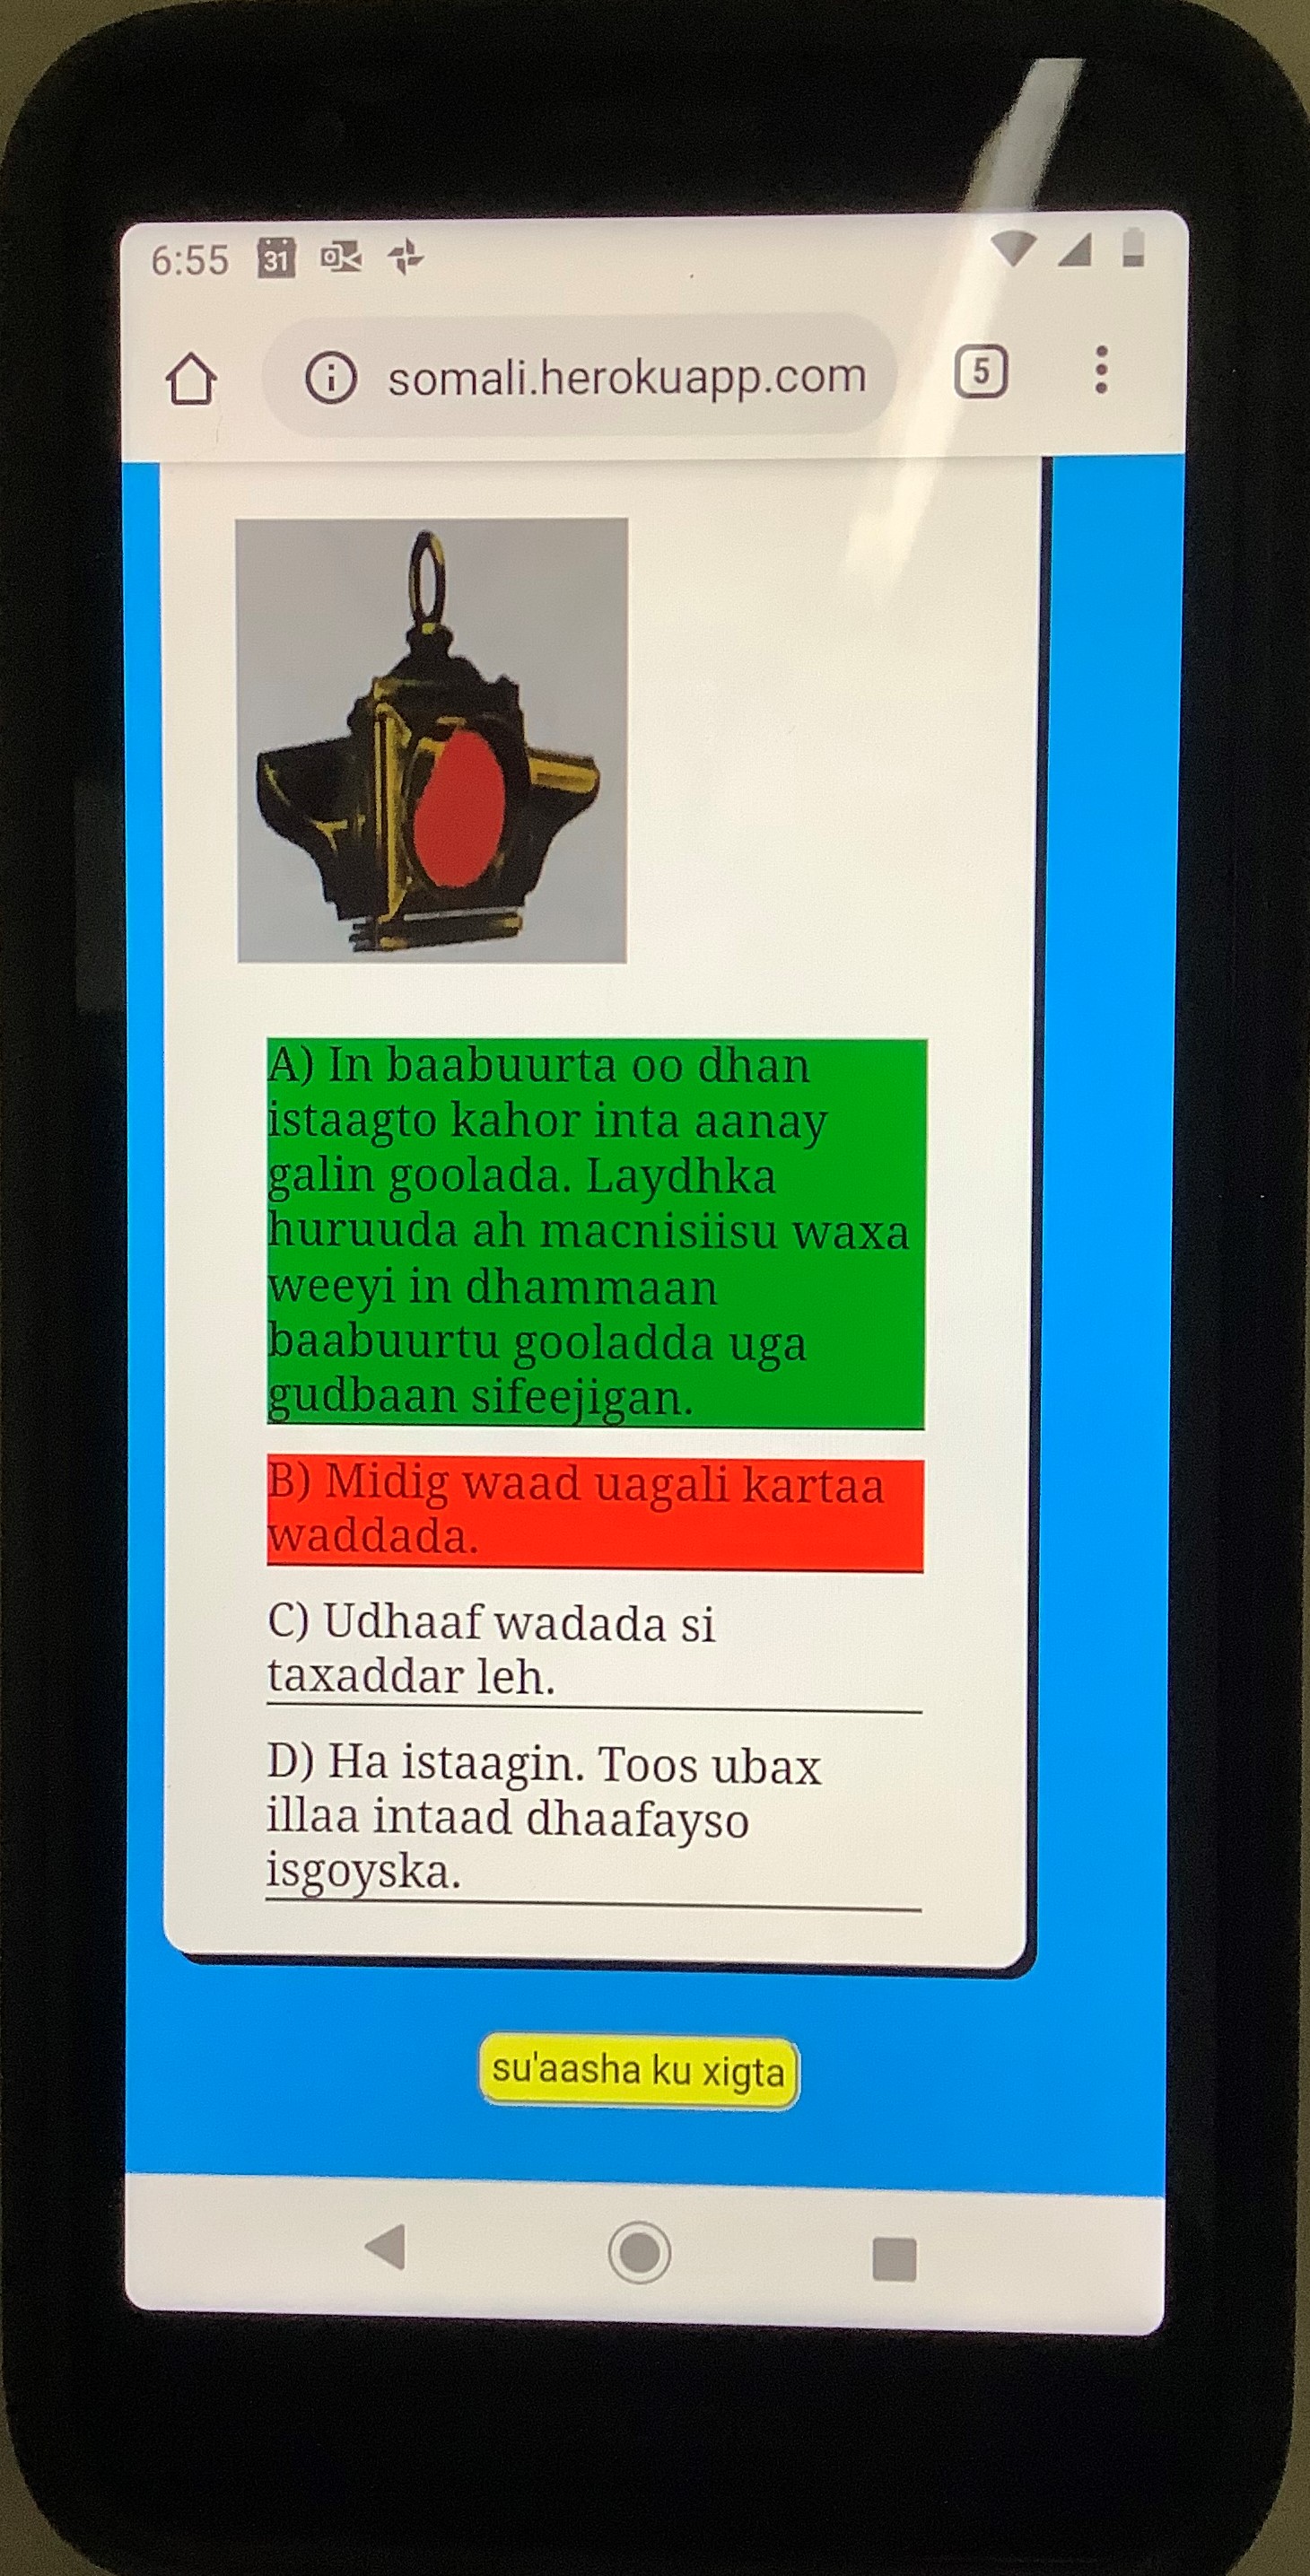 6:55 31
somali.herokuapp.com 5
A) In baabuurta oo dhan
istaagto kahor inta aanay
galin goolada. Laydhka
huruuda ah macnisiisu waxa
weeyi in dhammaan
baabuurtu gooladda uga
gudbaan sifeejigan.
B) Midig waad uagali kartaa
waddada.
C) Udhaaf wadada si
taxaddar leh.
D) Ha istaagin. Toos ubax
illaa intaad dhaafayso
isgoyska.
su'aasha ku xigta